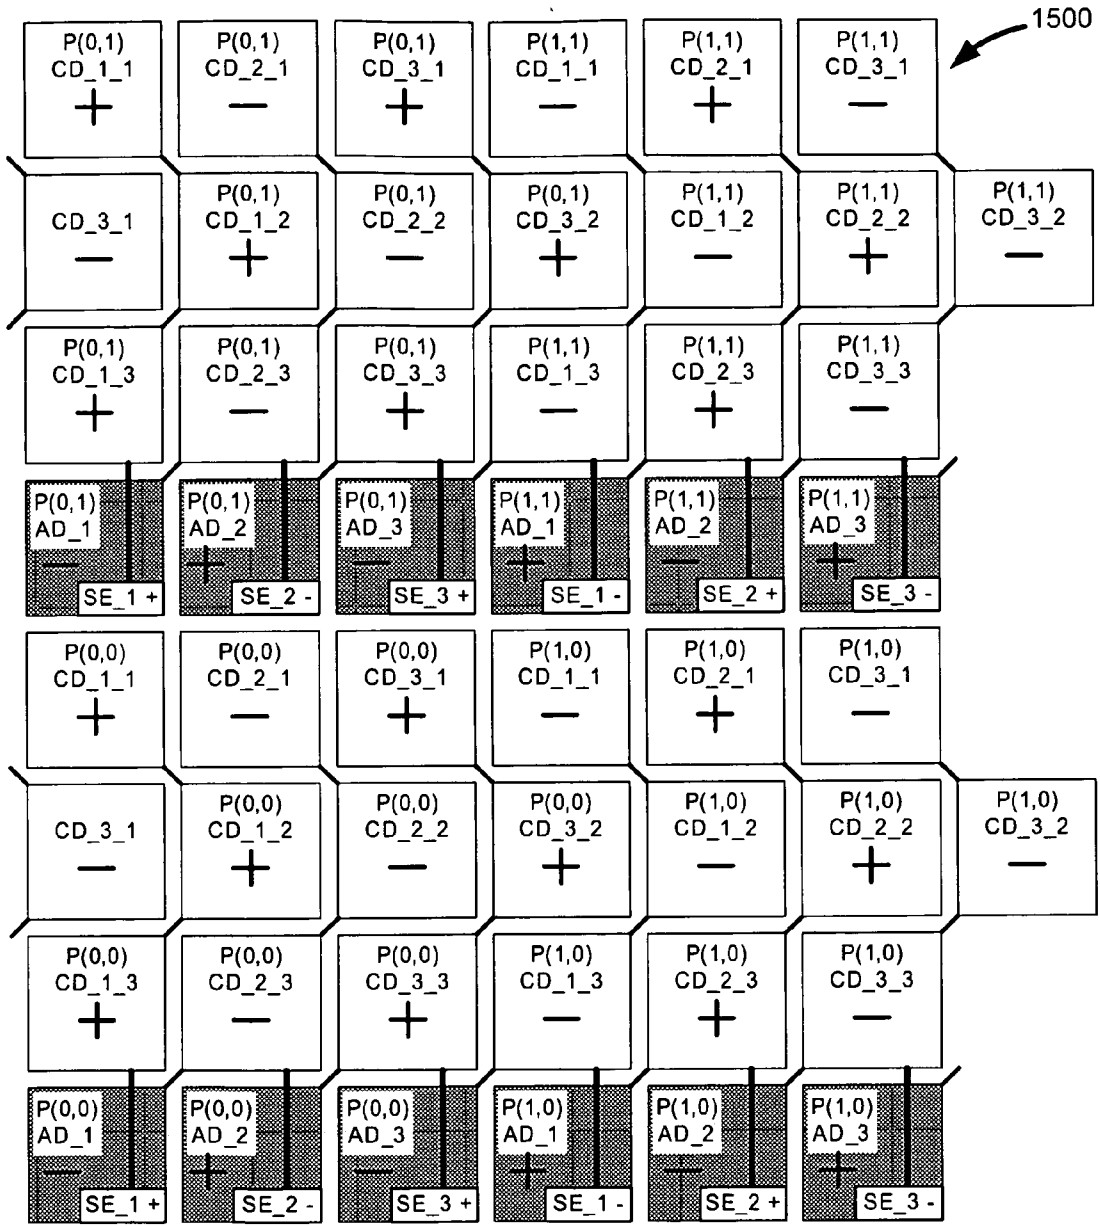 1500
P(0,1)
CD_1_1
+
P(0,1)
CD_2_1
−
P(0,1)
CD_3_1
+
P(1,1)
CD_1_1
−
P(1,1)
CD_2_1
+
P(1,1)
CD_3_1
−
CD_3_1
−
P(0,1)
CD_1_2
+
P(0,1)
CD_2_2
−
P(0,1)
CD_3_2
+
P(1,1)
CD_1_2
−
P(1,1)
CD_2_2
+
P(1,1)
CD_3_2
−
P(0,1)
CD_1_3
+
P(0,1)
CD_2_3
−
P(0,1)
CD_3_3
+
P(1,1)
CD_1_3
−
P(1,1)
CD_2_3
+
P(1,1)
CD_3_3
−
P(0,1)
AD_1
−
SE_1 +
P(0,1)
AD_2
+
SE_2 -
P(0,1)
AD_3
−
SE_3 +
P(1,1)
AD_1
+
SE_1 -
P(1,1)
AD_2
−
SE_2 +
P(1,1)
AD_3
+
SE_3 -
P(0,0)
CD_1_1
+
P(0,0)
CD_2_1
−
P(0,0)
CD_3_1
+
P(1,0)
CD_1_1
−
P(1,0)
CD_2_1
+
P(1,0)
CD_3_1
−
CD_3_1
−
P(0,0)
CD_1_2
+
P(0,0)
CD_2_2
−
P(0,0)
CD_3_2
+
P(1,0)
CD_1_2
−
P(1,0)
CD_2_2
+
P(1,0)
CD_3_2
−
P(0,0)
CD_1_3
+
P(0,0)
CD_2_3
−
P(0,0)
CD_3_3
+
P(1,0)
CD_1_3
−
P(1,0)
CD_2_3
+
P(1,0)
CD_3_3
−
P(0,0)
AD_1
−
SE_1 +
P(0,0)
AD_2
+
SE_2 -
P(0,0)
AD_3
−
SE_3 +
P(1,0)
AD_1
+
SE_1 -
P(1,0)
AD_2
−
SE_2 +
P(1,0)
AD_3
+
SE_3 -